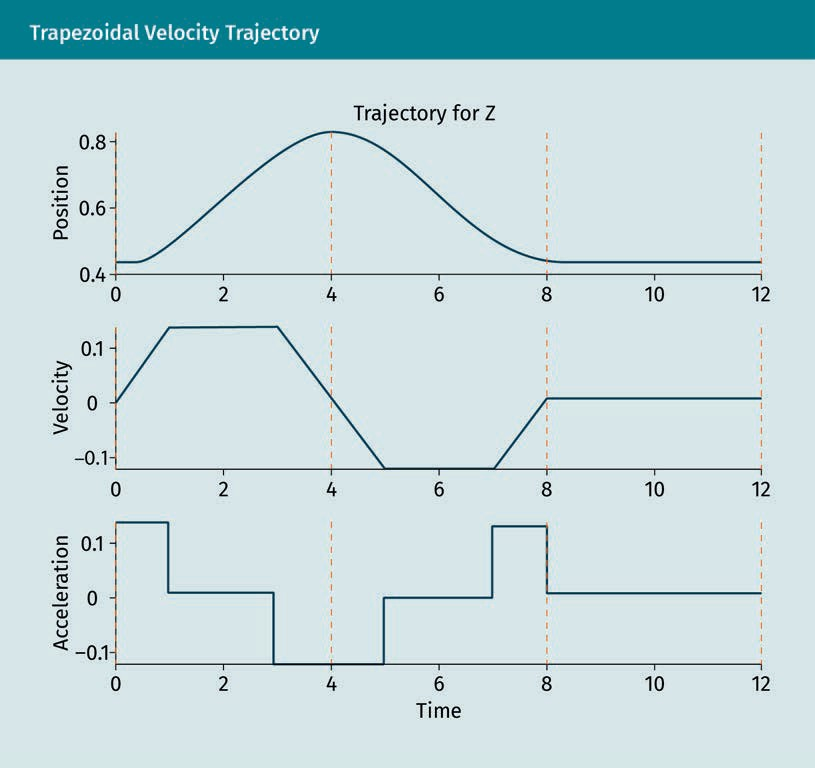 Trapezoidal Velocity Trajectory
Trajectory for Z
Position
0.8
0.6
0.4
0 2 4 6 8 10 12
Velocity
0.1
0
−0.1
0 2 4 6 8 10 12
Acceleration
0.1
0
−0.1
0 2 4 6 8 10 12
Time